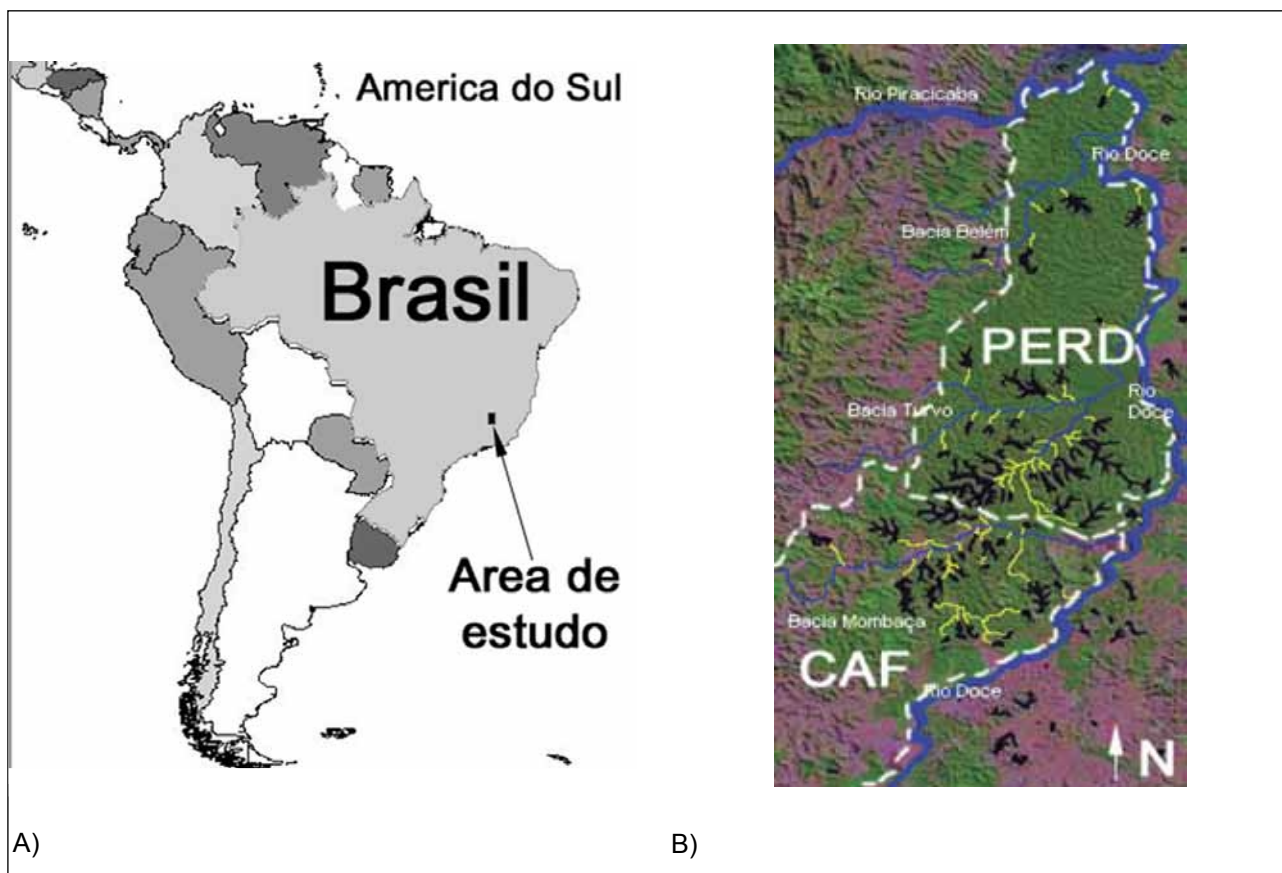 America do Sul
Brasil
Area de
estudo
A)
Rio Piracicaba
Rio Doce
Bacia Belém
PERD
Rio
Doce
Bacia Turvo
Bacia Mombaça
CAF
Rio Doce
N
B)